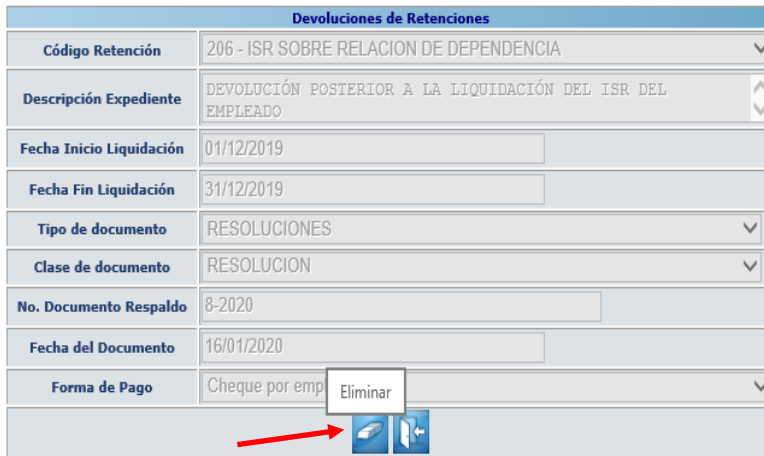 Devoluciones de Retenciones
Código Retención 206 - ISR SOBRE RELACION DE DEPENDENCIA
Descripción Expediente DEVOLUCIÓN POSTERIOR A LA LIQUIDACIÓN DEL ISR DEL
EMPLEADO
Fecha Inicio Liquidación 01/12/2019
Fecha Fin Liquidación 31/12/2019
Tipo de documento RESOLUCIONES
Clase de documento RESOLUCION
No. Documento Respaldo 8-2020
Fecha del Documento 16/01/2020
Forma de Pago Cheque por emp
Eliminar